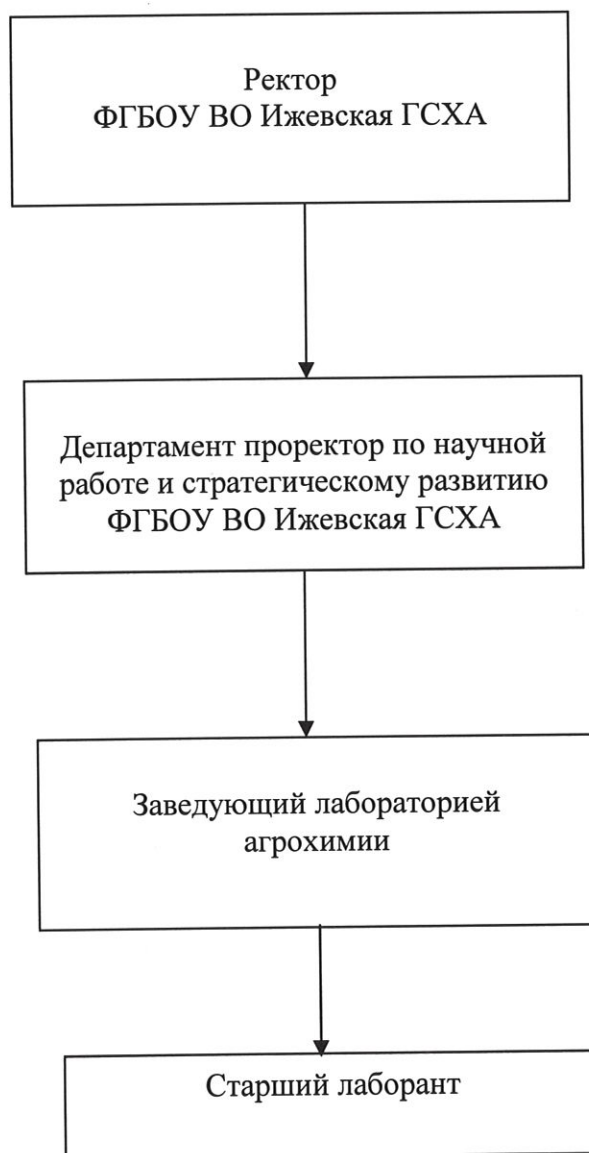 Ректор
ФГБОУ ВО Ижевская ГСХА
Департамент проректор по научной
работе и стратегическому развитию
ФГБОУ ВО Ижевская ГСХА
Заведующий лабораторией
агрохимии
Старший лаборант